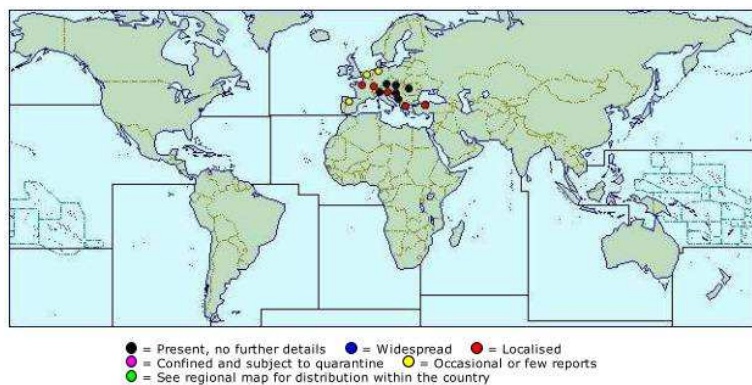 = Present, no further details = Widespread = Localised
= Confined and subject to quarantine = Occasional or few reports
= See regional map for distribution within the country